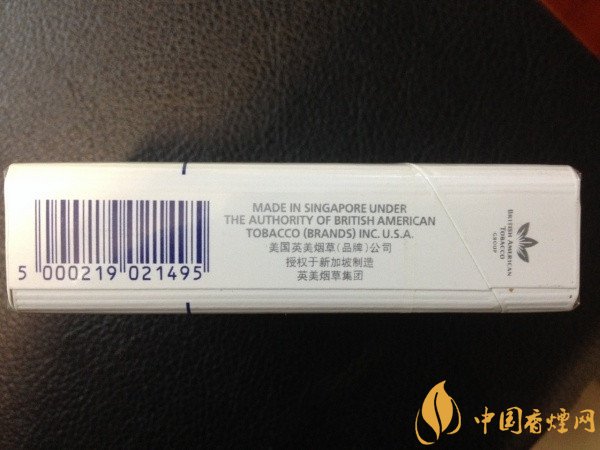 MADE IN SINGAPORE UNDER
THE AUTHORITY OF BRITISH AMERICAN
TOBACCO (BRANDS) INC. U.S.A.
美国英美烟草(品牌)公司
授权于新加坡制造
英美烟草集团
5 000219 021495
BRITISH AMERICAN
TOBACCO
GROUP
中国香煙网